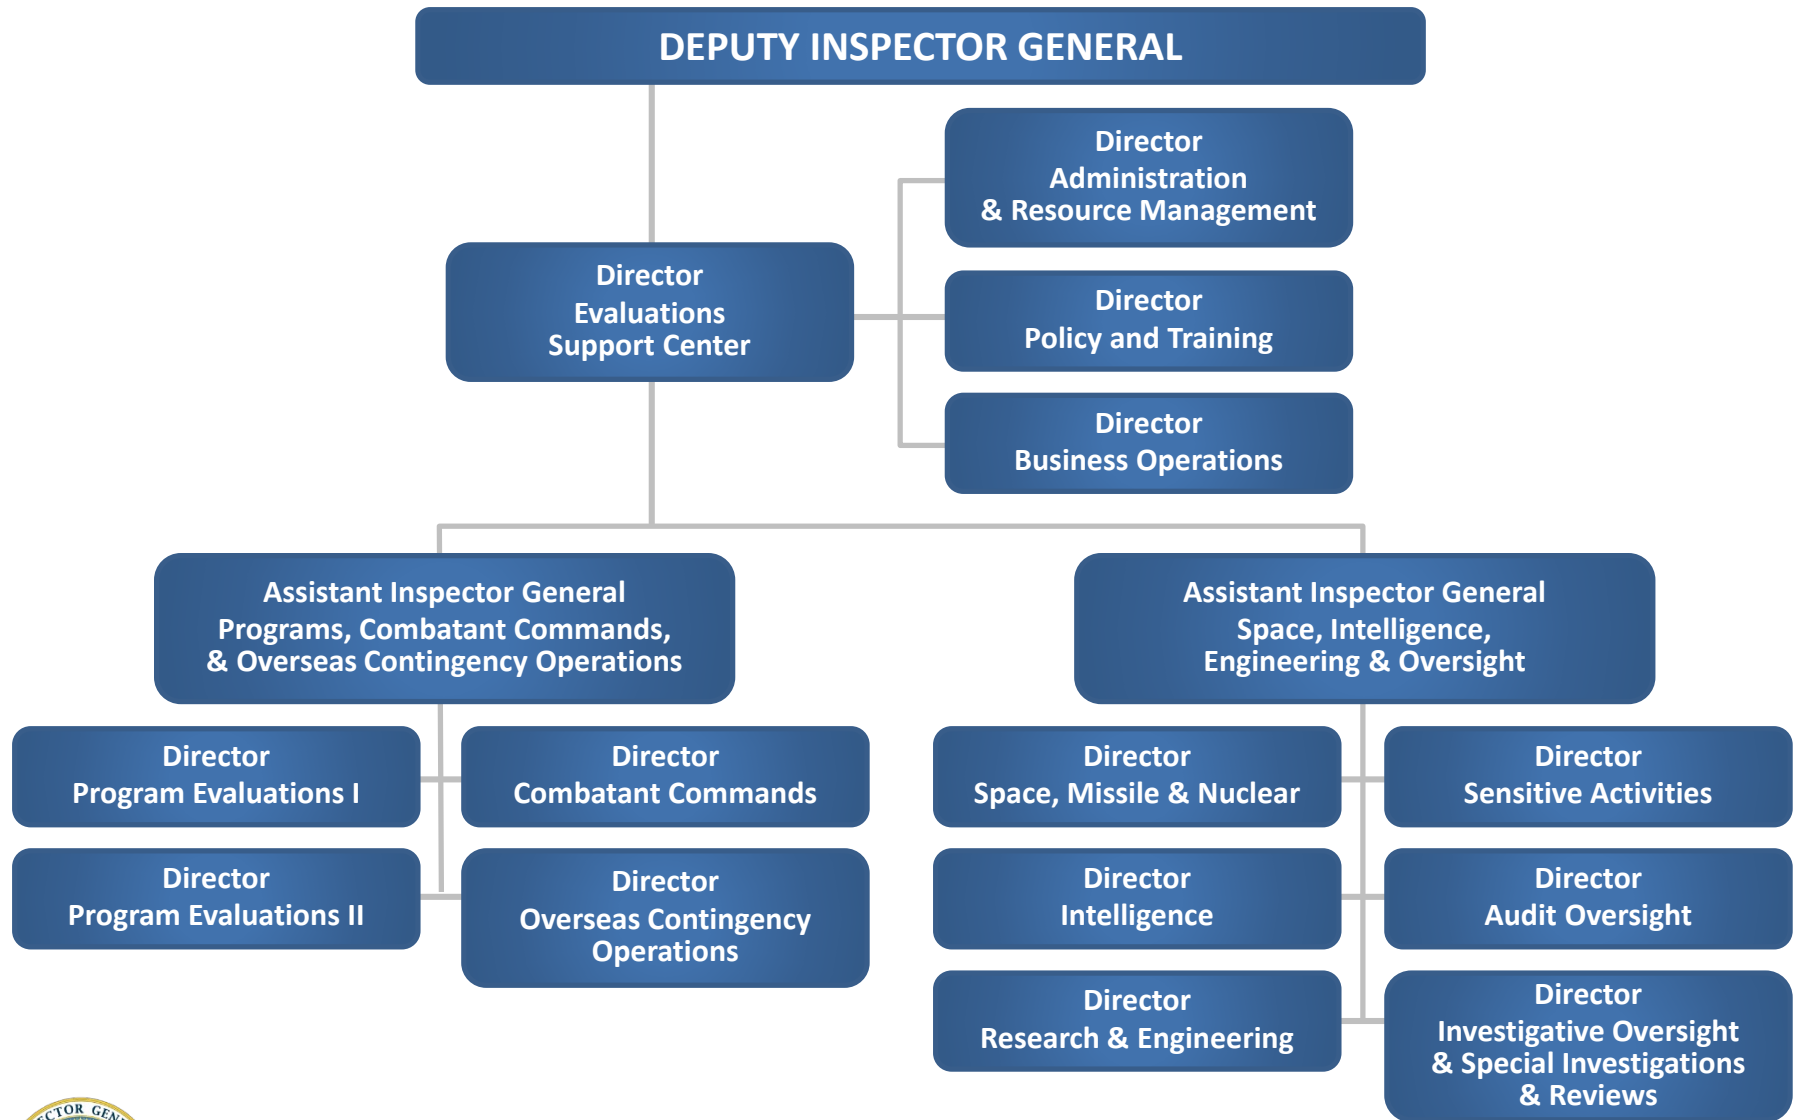 DEPUTY INSPECTOR GENERAL
Director
Administration
& Resource Management
Director
Evaluations
Support Center
Director
Policy and Training
Director
Business Operations
Assistant Inspector General
Programs, Combatant Commands,
& Overseas Contingency Operations
Assistant Inspector General
Space, Intelligence,
Engineering & Oversight
Director
Program Evaluations I
Director
Combatant Commands
Director
Space, Missile & Nuclear
Director
Sensitive Activities
Director
Program Evaluations II
Director
Overseas Contingency
Operations
Director
Intelligence
Director
Audit Oversight
Director
Research & Engineering
Director
Investigative Oversight
& Special Investigations
& Reviews